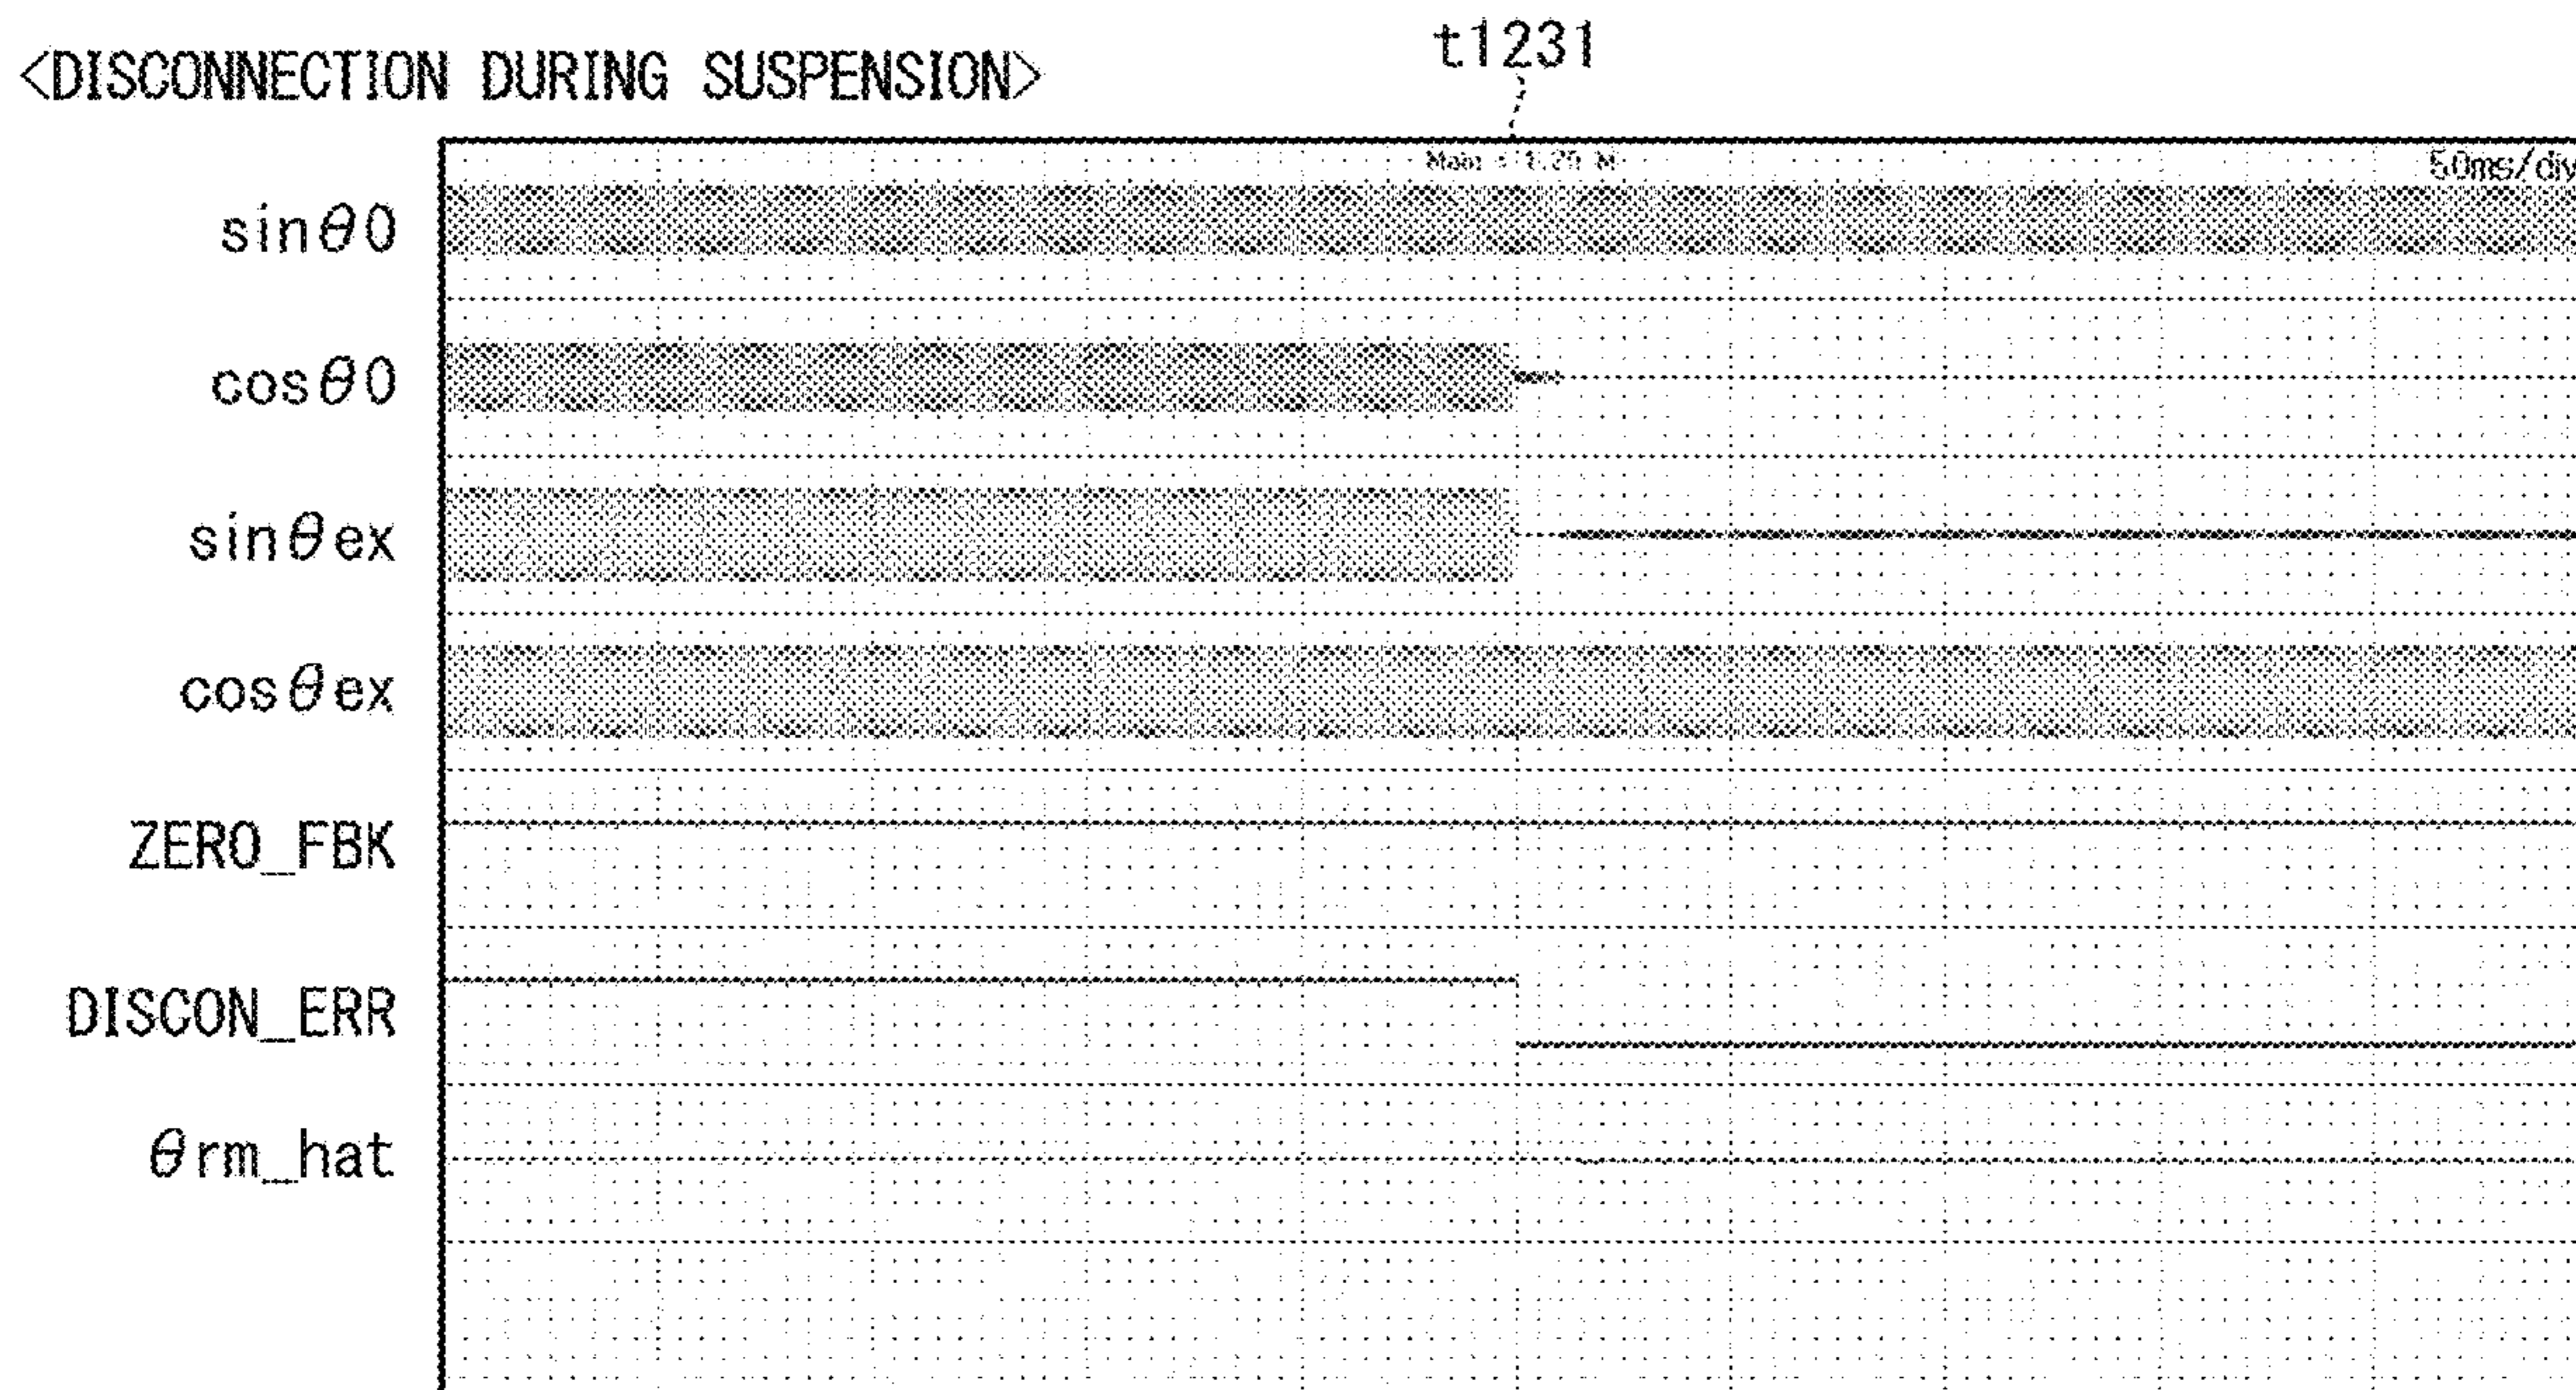 <DISCONNECTION DURING SUSPENSION>
t1231
50ms/div
sinθ0
cosθ0
sinθex
cosθex
ZERO_FBK
DISCON_ERR
θrm_hat